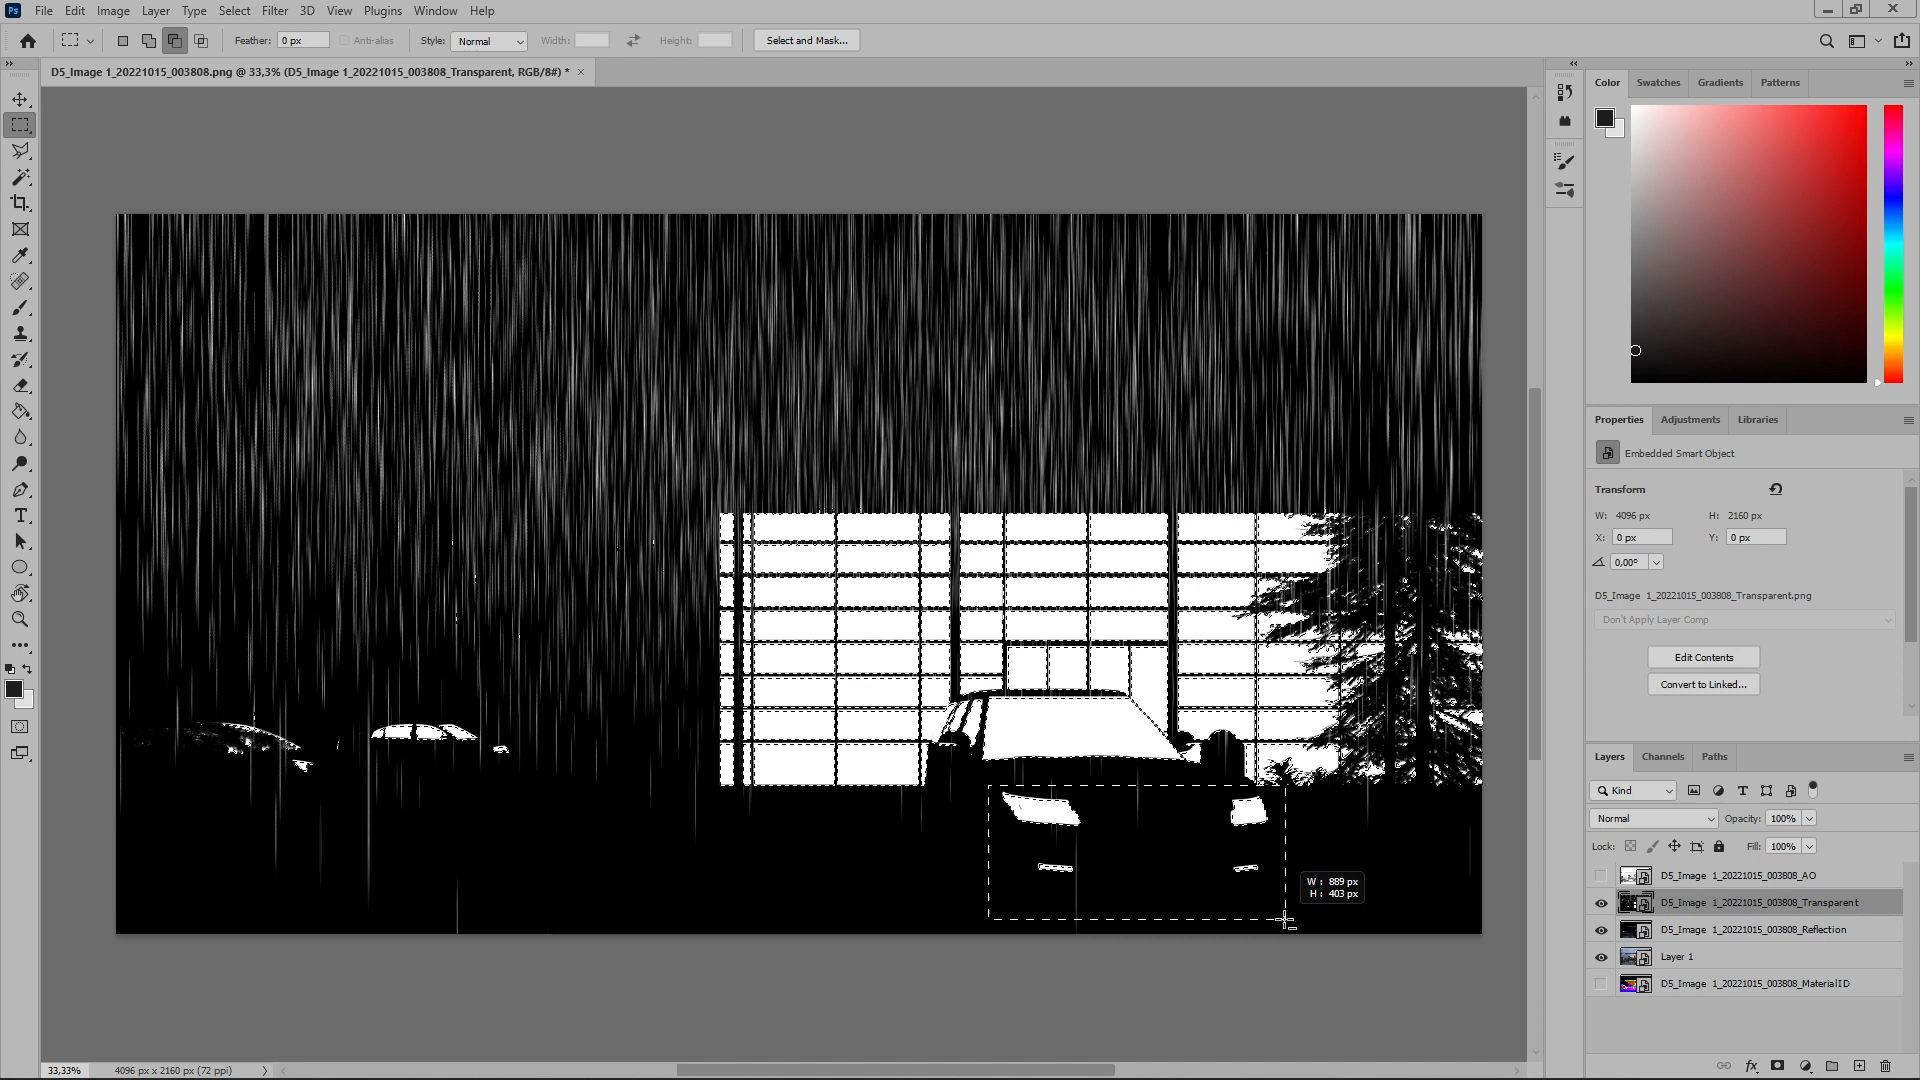 Ps File Edit Image Layer Type Select Filter 3D View Plugins Window Help
Feather: 0 px Anti-alias Style: Normal Width: Height: Select and Mask...
D5_Image 1_20221015_003808.png @ 33,3% (D5_Image 1_20221015_003808_Transparent, RGB/8#) * ×
Color Swatches Gradients Patterns
Properties Adjustments Libraries
Embedded Smart Object
Transform
W: 4096 px H: 2160 px
X: 0 px Y: 0 px
0,00°
D5_Image 1_20221015_003808_Transparent.png
Don't Apply Layer Comp
Edit Contents
Convert to Linked...
Layers Channels Paths
Kind
Normal Opacity: 100%
Lock: Fill: 100%
D5_Image 1_20221015_003808_AO
D5_Image 1_20221015_003808_Transparent
D5_Image 1_20221015_003808_Reflection
Layer 1
D5_Image 1_20221015_003808_MaterialID
W : 889 px
H : 403 px
33,33% 4096 px x 2160 px (72 ppi)